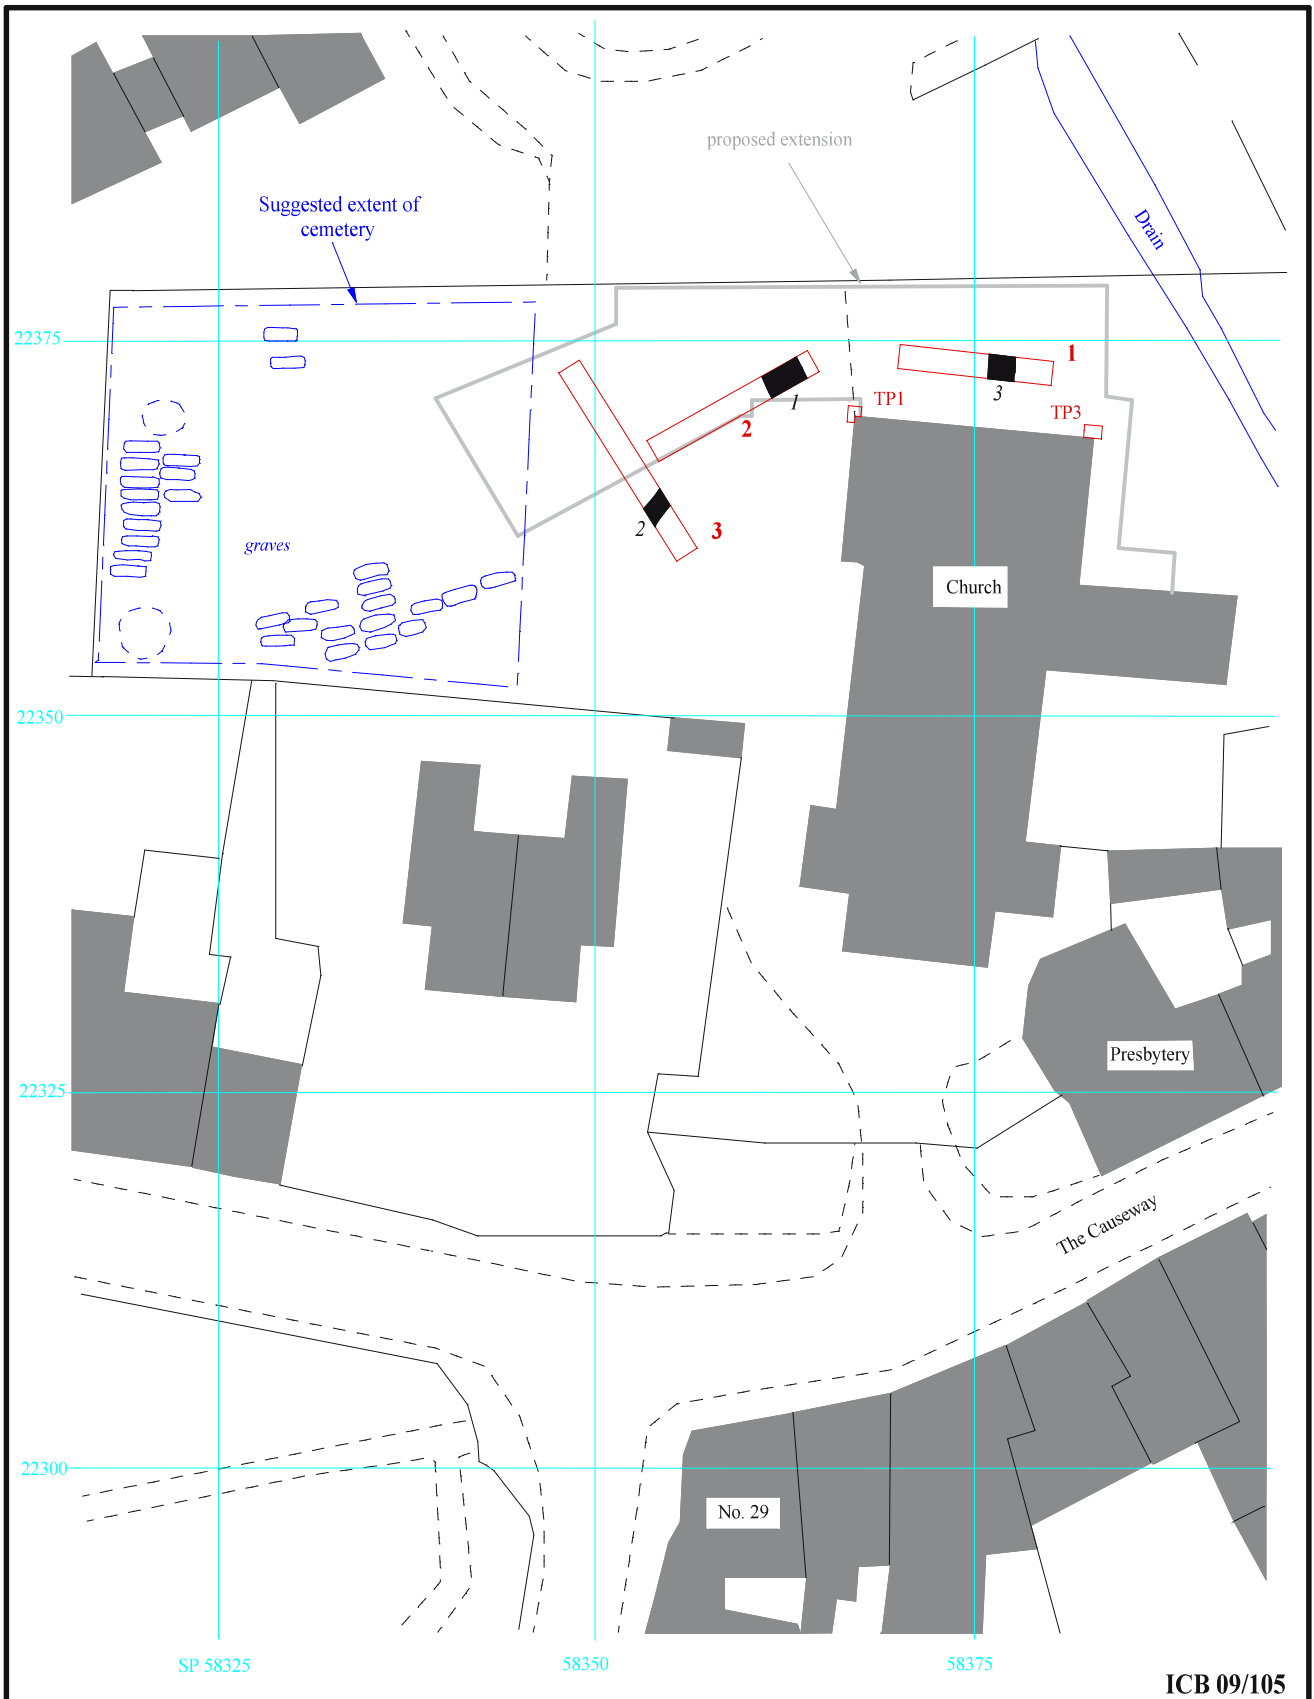 proposed extension
Suggested extent of
cemetery
Drain
22375
1
3
1
TP1
TP3
2
2
3
graves
Church
22350
Presbytery
22325
The Causeway
22300
No. 29
SP 58325
58350
58375
ICB 09/105